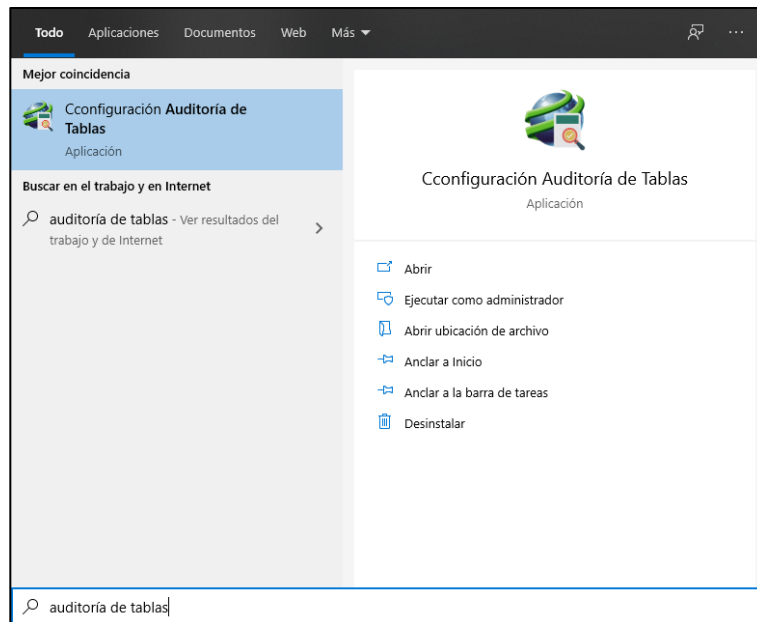 Todo Aplicaciones Documentos Web Más
Mejor coincidencia
Cconfiguración Auditoría de
Tablas
Aplicación
Buscar en el trabajo y en Internet
auditoría de tablas - Ver resultados del
trabajo y de Internet
Cconfiguración Auditoría de Tablas
Aplicación
Abrir
Ejecutar como administrador
Abrir ubicación de archivo
Anclar a Inicio
Anclar a la barra de tareas
Desinstalar
auditoría de tablas